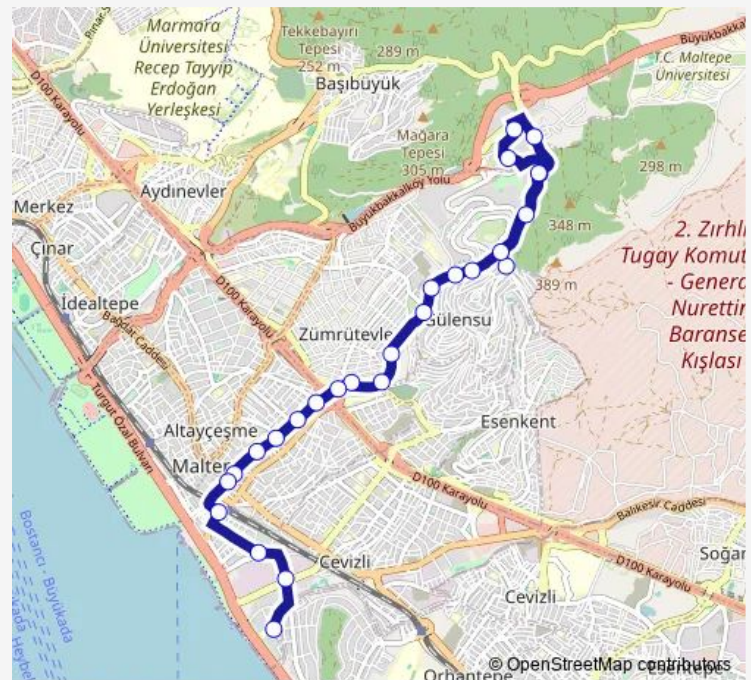 Marmara
Üniversitesi
Recep Tayyip
Erdoğan
Yerleşkesi
Tekkebayırı
Tepesi
252 m
289 m
Başıbüyük
T.C. Maltepe
Üniversitesi
D100 Karayolu
Mağara
Tepesi
305 m
298 m
Aydınevler
Büyükbakkalköy Yolu
Merkez
348 m
2. Zırhlı
Tugay Komut
- Genera
Nurettin
Baranse
Kışlası
Çınar
389 m
İdealtepe
D100 Karayolu
Bağdat Caddesi
Zümrütevle
Gülensu
Turgut Özal Bulvarı
Altayçeşme
Esenkent
Malte
D100 Karayolu
Balıkesir Caddesi
Bostancı - Büyükada
Cevizli
D100 Karayolu
Soğan
Cevizli
Orhantepe
© OpenStreetMap contributors